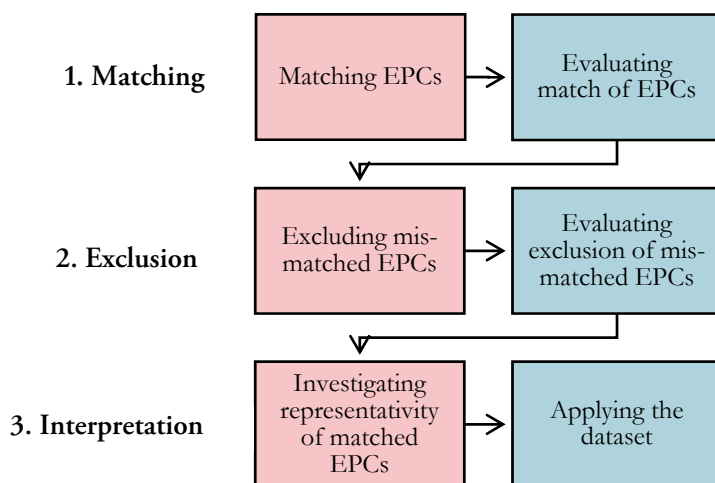 1. Matching
Matching EPCs
Evaluating
match of EPCs
2. Exclusion
Excluding mis-
matched EPCs
Evaluating
exclusion of mis-
matched EPCs
3. Interpretation
Investigating
representativity
of matched
EPCs
Applying the
dataset